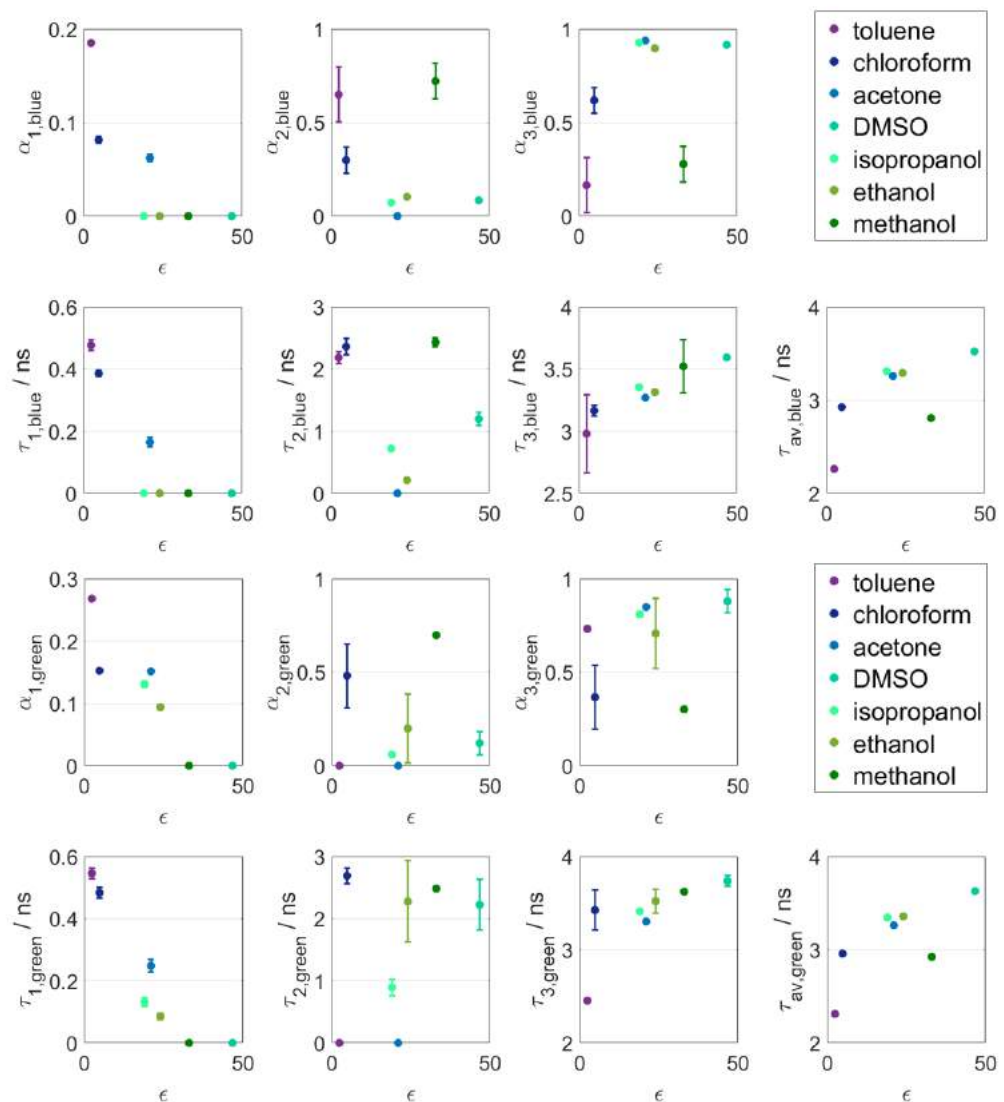 0.2
0.1
0
α1,blue
0 50
ϵ
1
0.5
0
α2,blue
0 50
ϵ
1
0.5
0
α3,blue
0 50
ϵ
toluene
chloroform
acetone
DMSO
isopropanol
ethanol
methanol
0.6
0.4
0.2
0
τ1,blue / ns
0 50
ϵ
3
2
1
0
τ2,blue / ns
0 50
ϵ
4
3.5
3
2.5
τ3,blue / ns
0 50
ϵ
4
3
2
τav,blue / ns
0 50
ϵ
0.3
0.2
0.1
0
α1,green
0 50
ϵ
1
0.5
0
α2,green
0 50
ϵ
1
0.5
0
α3,green
0 50
ϵ
toluene
chloroform
acetone
DMSO
isopropanol
ethanol
methanol
0.6
0.4
0.2
0
τ1,green / ns
0 50
ϵ
3
2
1
0
τ2,green / ns
0 50
ϵ
4
3
2
τ3,green / ns
0 50
ϵ
4
3
2
τav,green / ns
0 50
ϵ